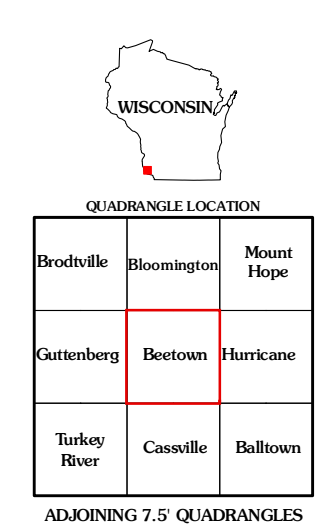 WISCONSIN
QUADRANGLE LOCATION
Brodtville
Bloomington
Mount
Hope
Guttenberg
Beetown
Hurricane
Turkey
River
Cassville
Balltown
ADJOINING 7.5' QUADRANGLES